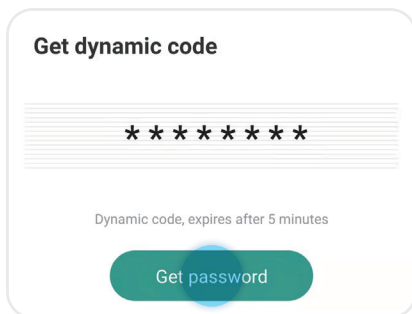 Get dynamic code
********
Dynamic code, expires after 5 minutes
Get password